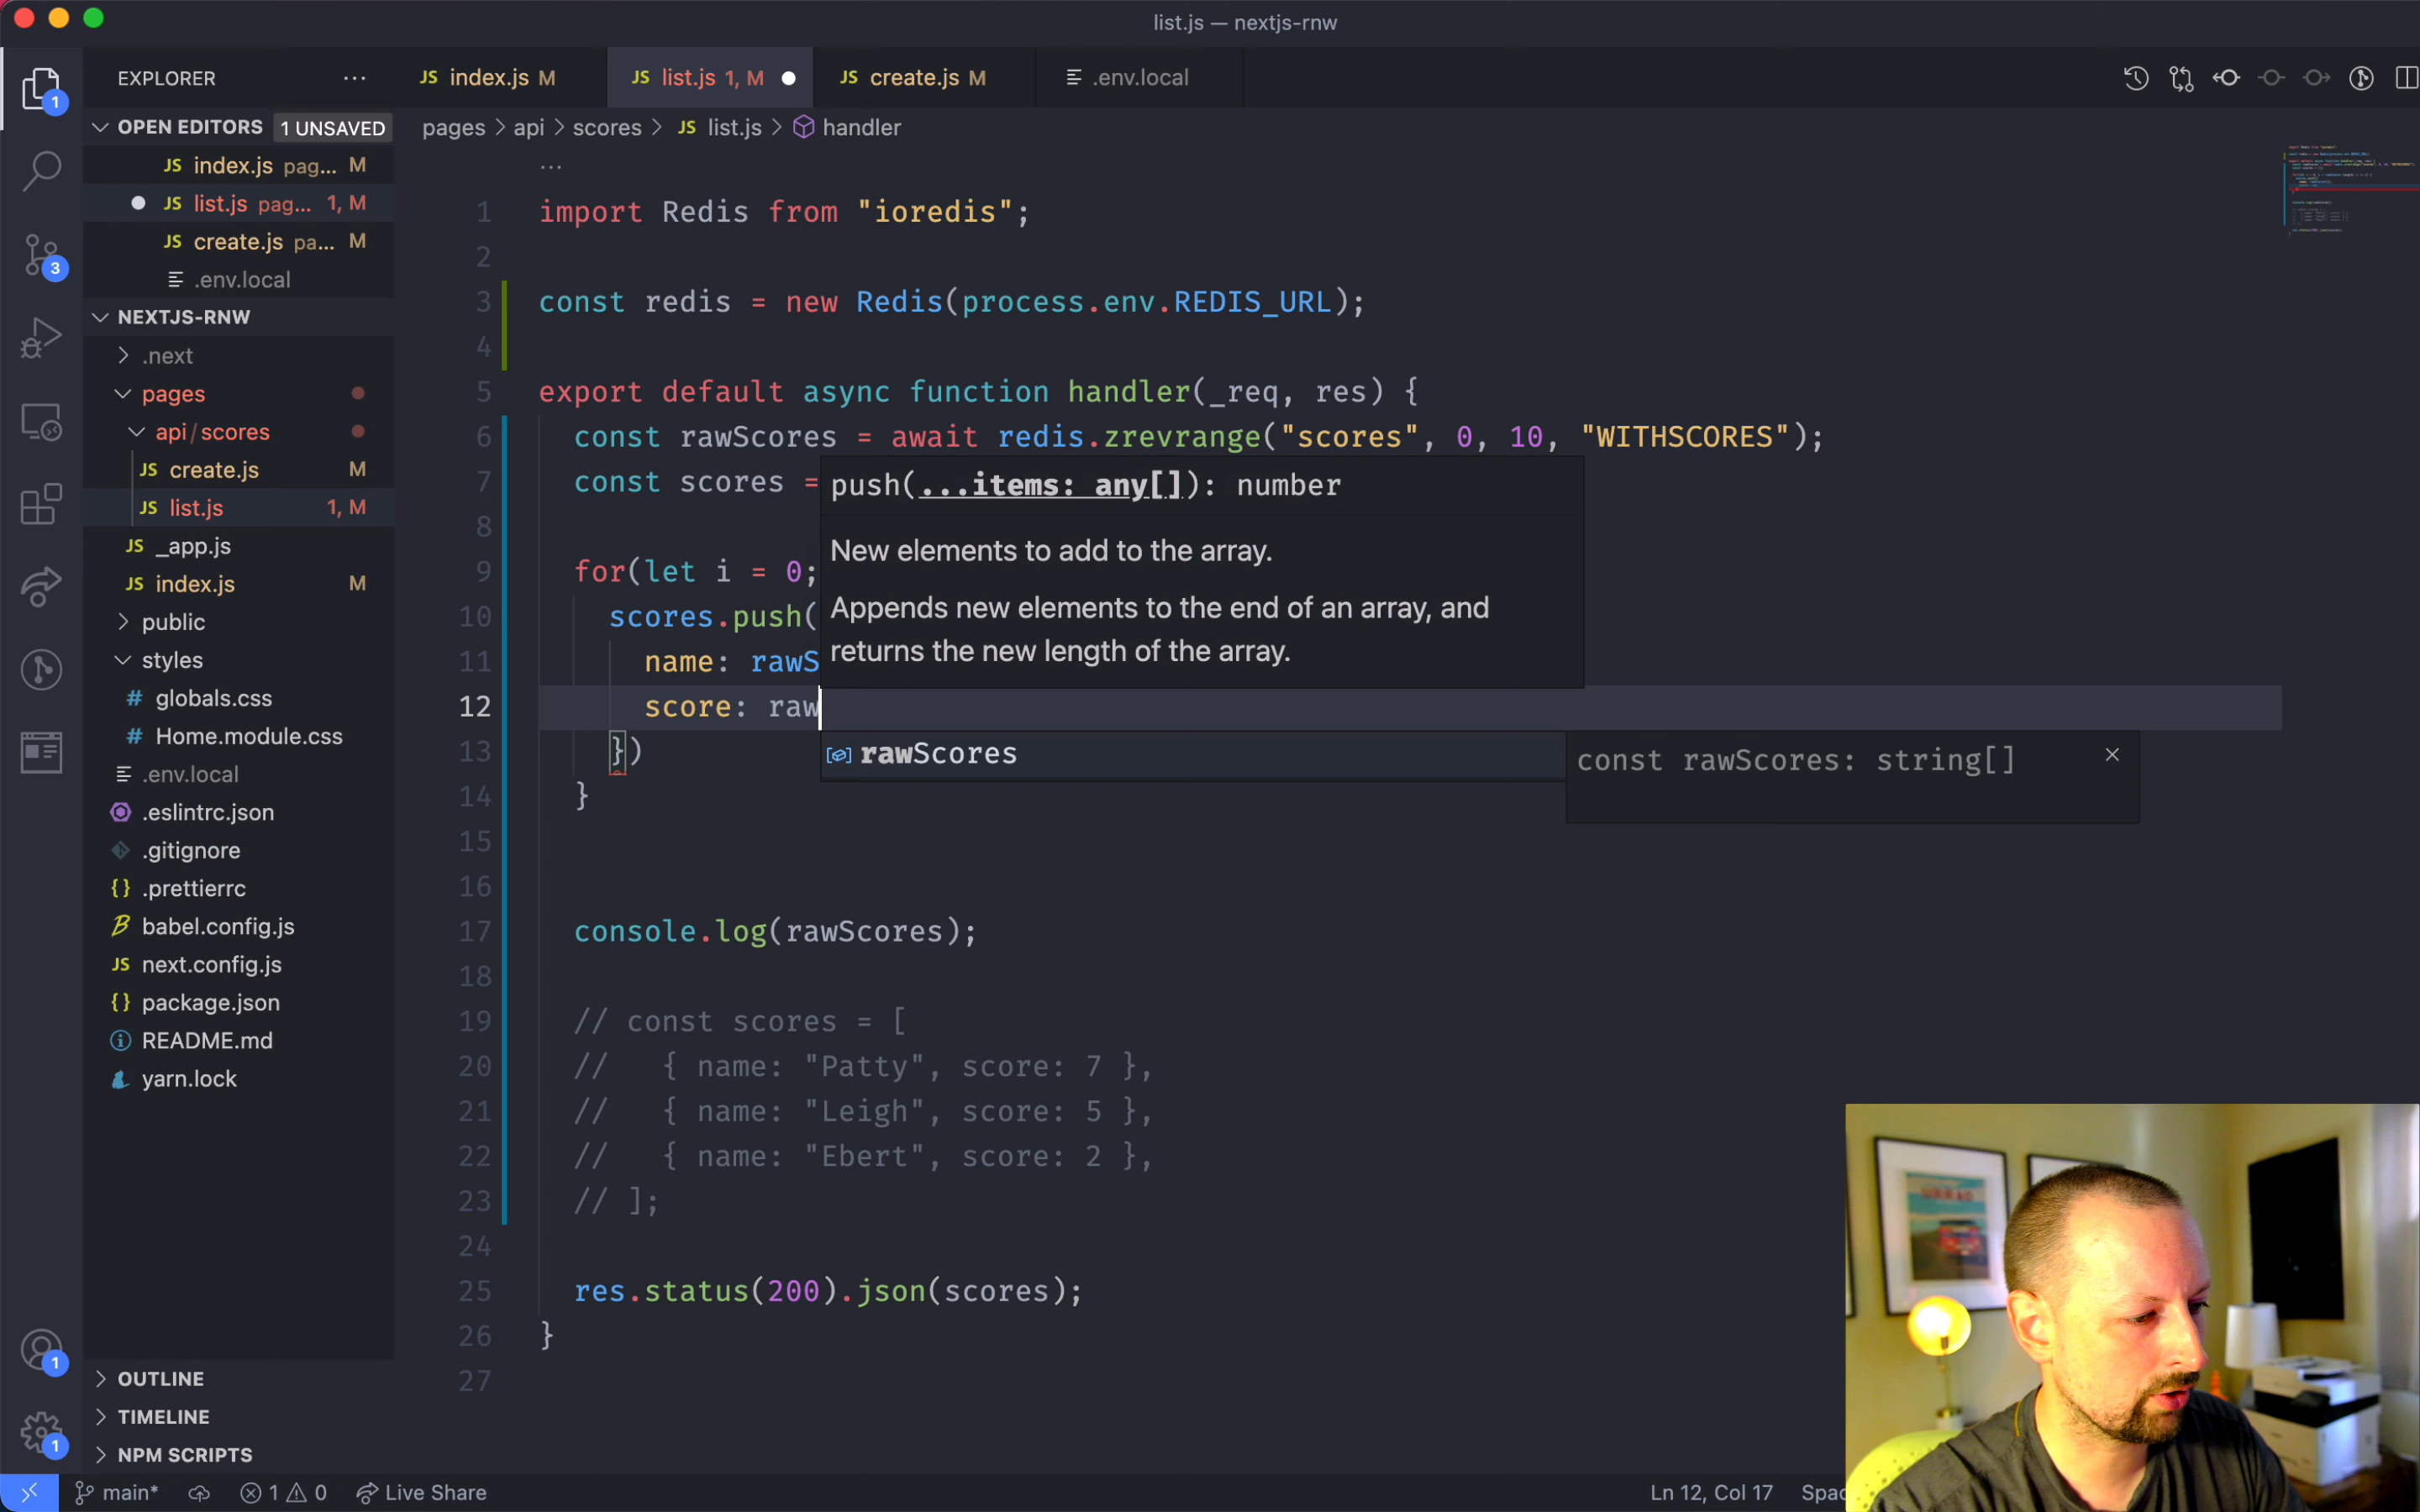 list.js — nextjs-rnw
EXPLORER
···
JS index.js M
JS list.js 1, M
JS create.js M
.env.local
OPEN EDITORS 1 UNSAVED
JS index.js pag... M
JS list.js pag... 1, M
JS create.js pa... M
.env.local
NEXTJS-RNW
.next
pages
api/scores
JS create.js M
JS list.js 1, M
JS _app.js
JS index.js M
public
styles
# globals.css
# Home.module.css
.env.local
.eslintrc.json
.gitignore
{} .prettierrc
babel.config.js
JS next.config.js
{} package.json
README.md
yarn.lock
OUTLINE
TIMELINE
NPM SCRIPTS
1
3
1
1
pages > api > scores > JS list.js > handler
...
1 import Redis from "ioredis";
2
3 const redis = new Redis(process.env.REDIS_URL);
4
5 export default async function handler(_req, res) {
6 const rawScores = await redis.zrevrange("scores", 0, 10, "WITHSCORES");
7 const scores =
8
9 for(let i = 0;
10 scores.push(
11 name: rawS
12 score: raw
13 })
14 }
15
16
17 console.log(rawScores);
18
19 // const scores = [
20 // { name: "Patty", score: 7 },
21 // { name: "Leigh", score: 5 },
22 // { name: "Ebert", score: 2 },
23 // ];
24
25 res.status(200).json(scores);
26 }
27
push(...items: any[]): number
New elements to add to the array.
Appends new elements to the end of an array, and
returns the new length of the array.
rawScores
const rawScores: string[]
main*
1 0
Live Share
Ln 12, Col 17
Spac